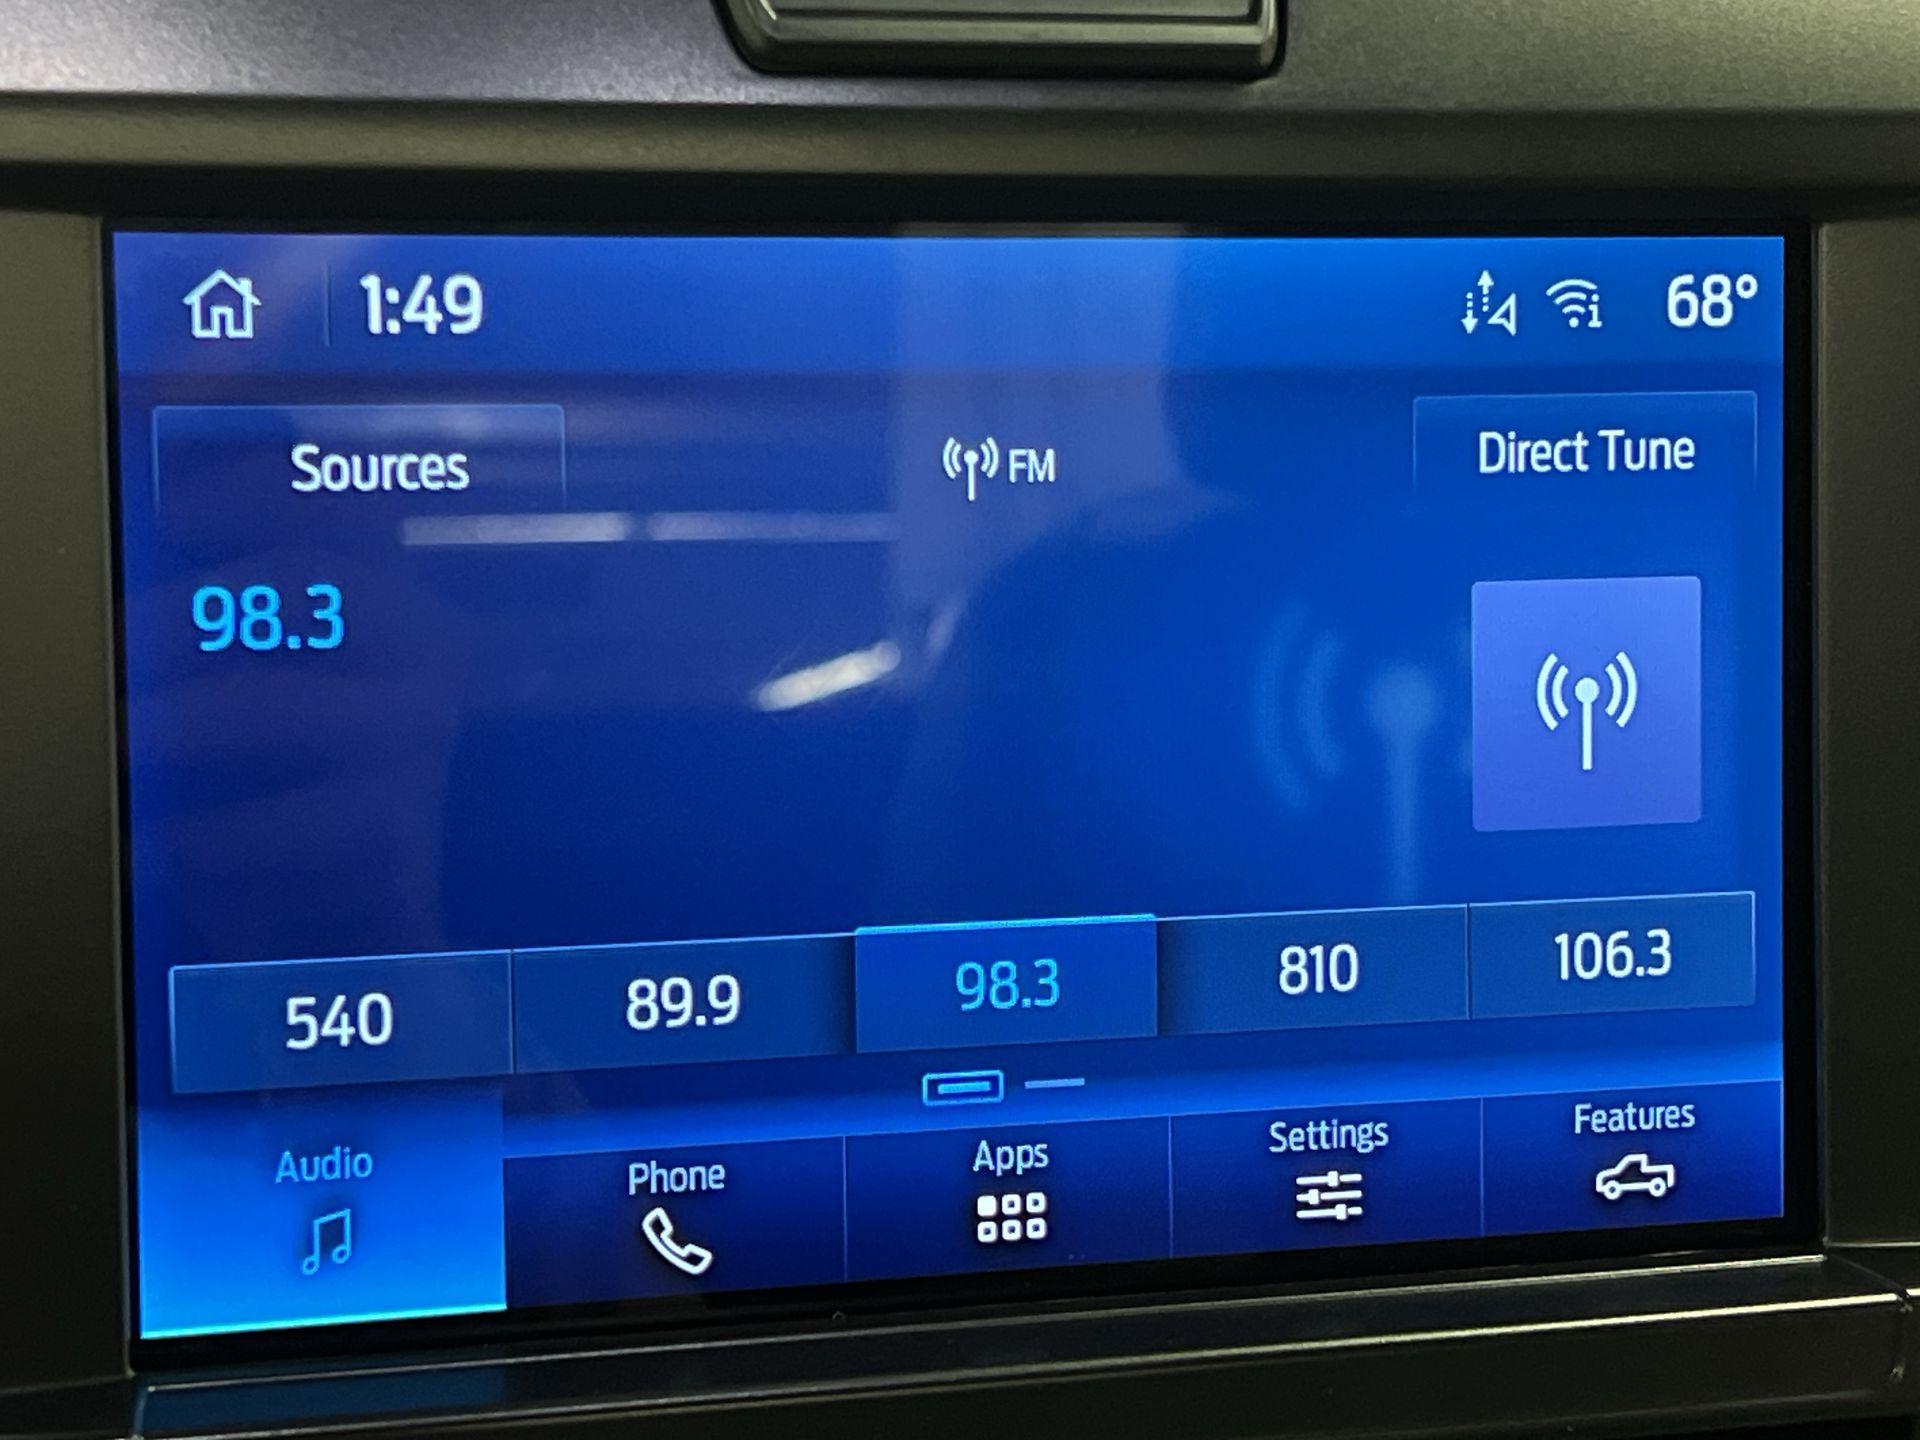 1:49 68°
Sources FM Direct Tune
98.3
540 89.9 98.3 810 106.3
Audio Phone Apps Settings Features